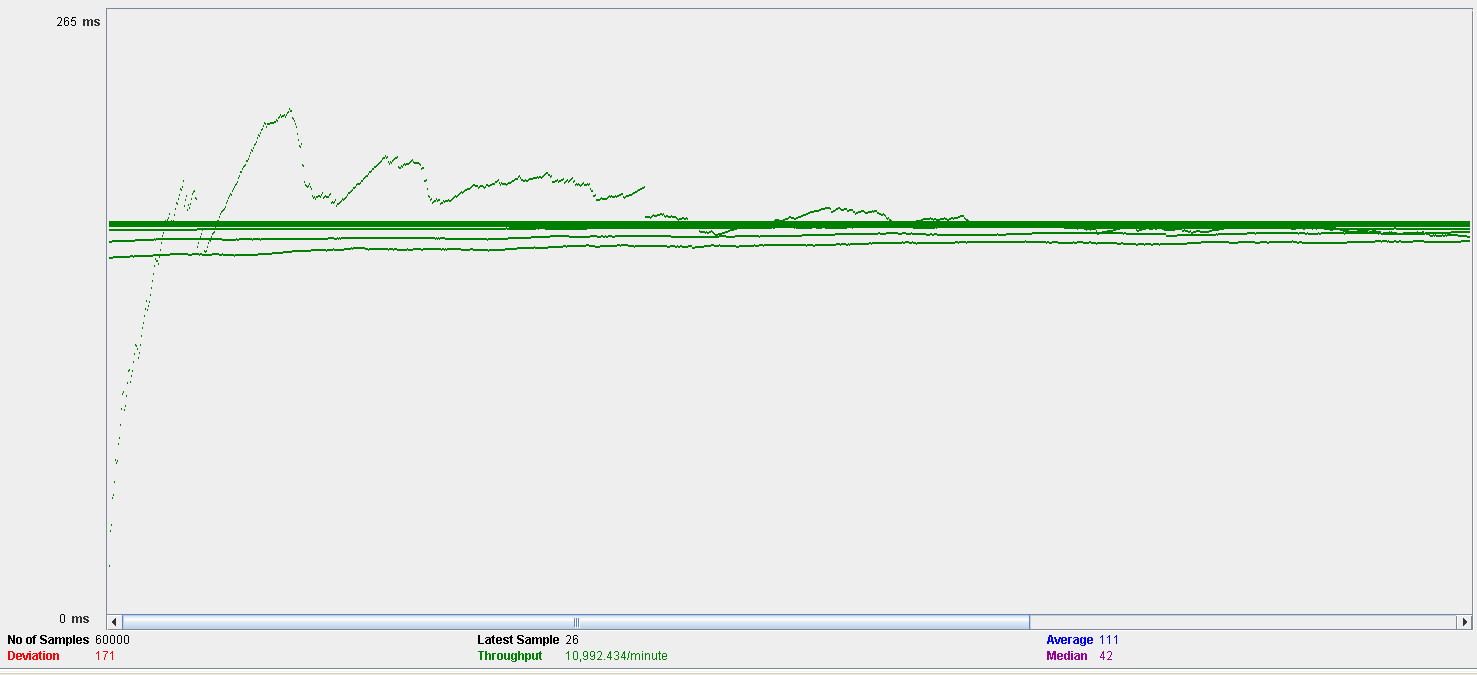 265 ms
0 ms
No of Samples 60000 Latest Sample 26 Average 111
Deviation 171 Throughput 10,992.434/minute Median 42